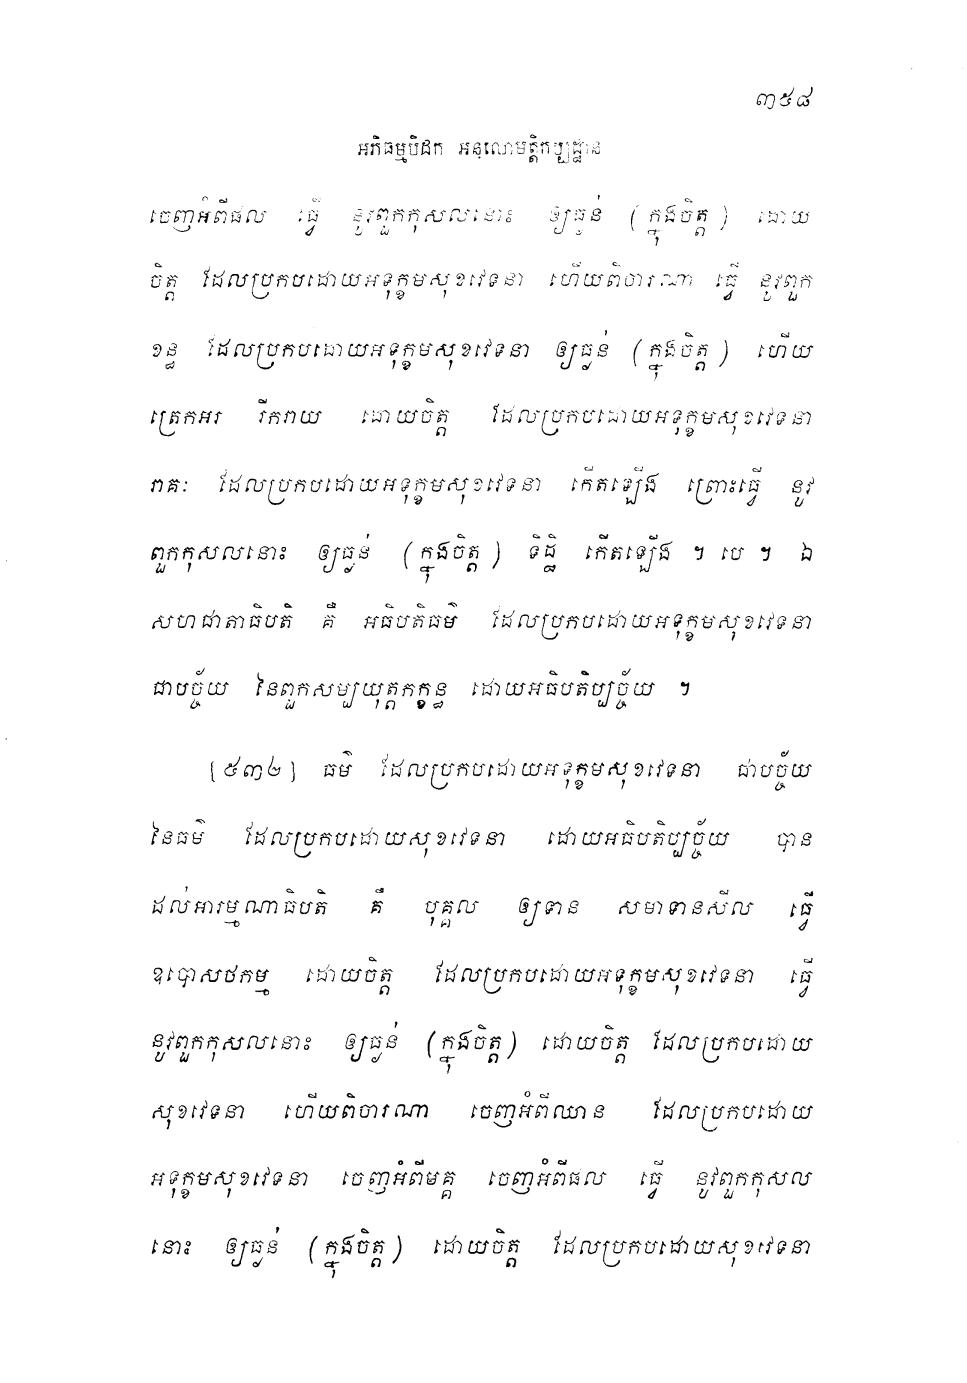 ៣៥៨
អភិធម្មបិដក អនុលោមត្តិកប្បដ្ឋាន
ចេញអំពីផល ធ្វើ នូវពួកកុសលនោះ ឲ្យធ្ងន់ (ក្នុងចិត្ត) ដោយ
ចិត្ត ដែលប្រកបដោយអទុក្ខមសុខវេទនា ហើយពិចារណា ធ្វើ នូវពួក
ខន្ធ ដែលប្រកបដោយអទុក្ខមសុខវេទនា ឲ្យធ្ងន់ (ក្នុងចិត្ត) ហើយ
ត្រេកអរ រីករាយ ដោយចិត្ត ដែលប្រកបដោយអទុក្ខមសុខវេទនា
រាគៈ ដែលប្រកបដោយអទុក្ខមសុខវេទនា កើតឡើង ព្រោះធ្វើ នូវ
ពួកកុសលនោះ ឲ្យធ្ងន់ (ក្នុងចិត្ត) ទិដ្ឋិ កើតឡើង ។ បេ ។ ឯ
សហជាតាធិបតិ គឺ អធិបតិធម៌ ដែលប្រកបដោយអទុក្ខមសុខវេទនា
ជាបច្ច័យ នៃពួកសម្បយុត្តកក្ខន្ធ ដោយអធិបតិប្បច្ច័យ ។
[៥៣២] ធម៌ ដែលប្រកបដោយអទុក្ខមសុខវេទនា ជាបច្ច័យ
នៃធម៌ ដែលប្រកបដោយសុខវេទនា ដោយអធិបតិប្បច្ច័យ បាន
ដល់អារម្មណាធិបតិ គឺ បុគ្គល ឲ្យទាន សមាទានសីល ធ្វើ
ឧបោសថកម្ម ដោយចិត្ត ដែលប្រកបដោយអទុក្ខមសុខវេទនា ធ្វើ
នូវពួកកុសលនោះ ឲ្យធ្ងន់ (ក្នុងចិត្ត) ដោយចិត្ត ដែលប្រកបដោយ
សុខវេទនា ហើយពិចារណា ចេញអំពីឈាន ដែលប្រកបដោយ
អទុក្ខមសុខវេទនា ចេញអំពីមគ្គ ចេញអំពីផល ធ្វើ នូវពួកកុសល
នោះ ឲ្យធ្ងន់ (ក្នុងចិត្ត) ដោយចិត្ត ដែលប្រកបដោយសុខវេទនា